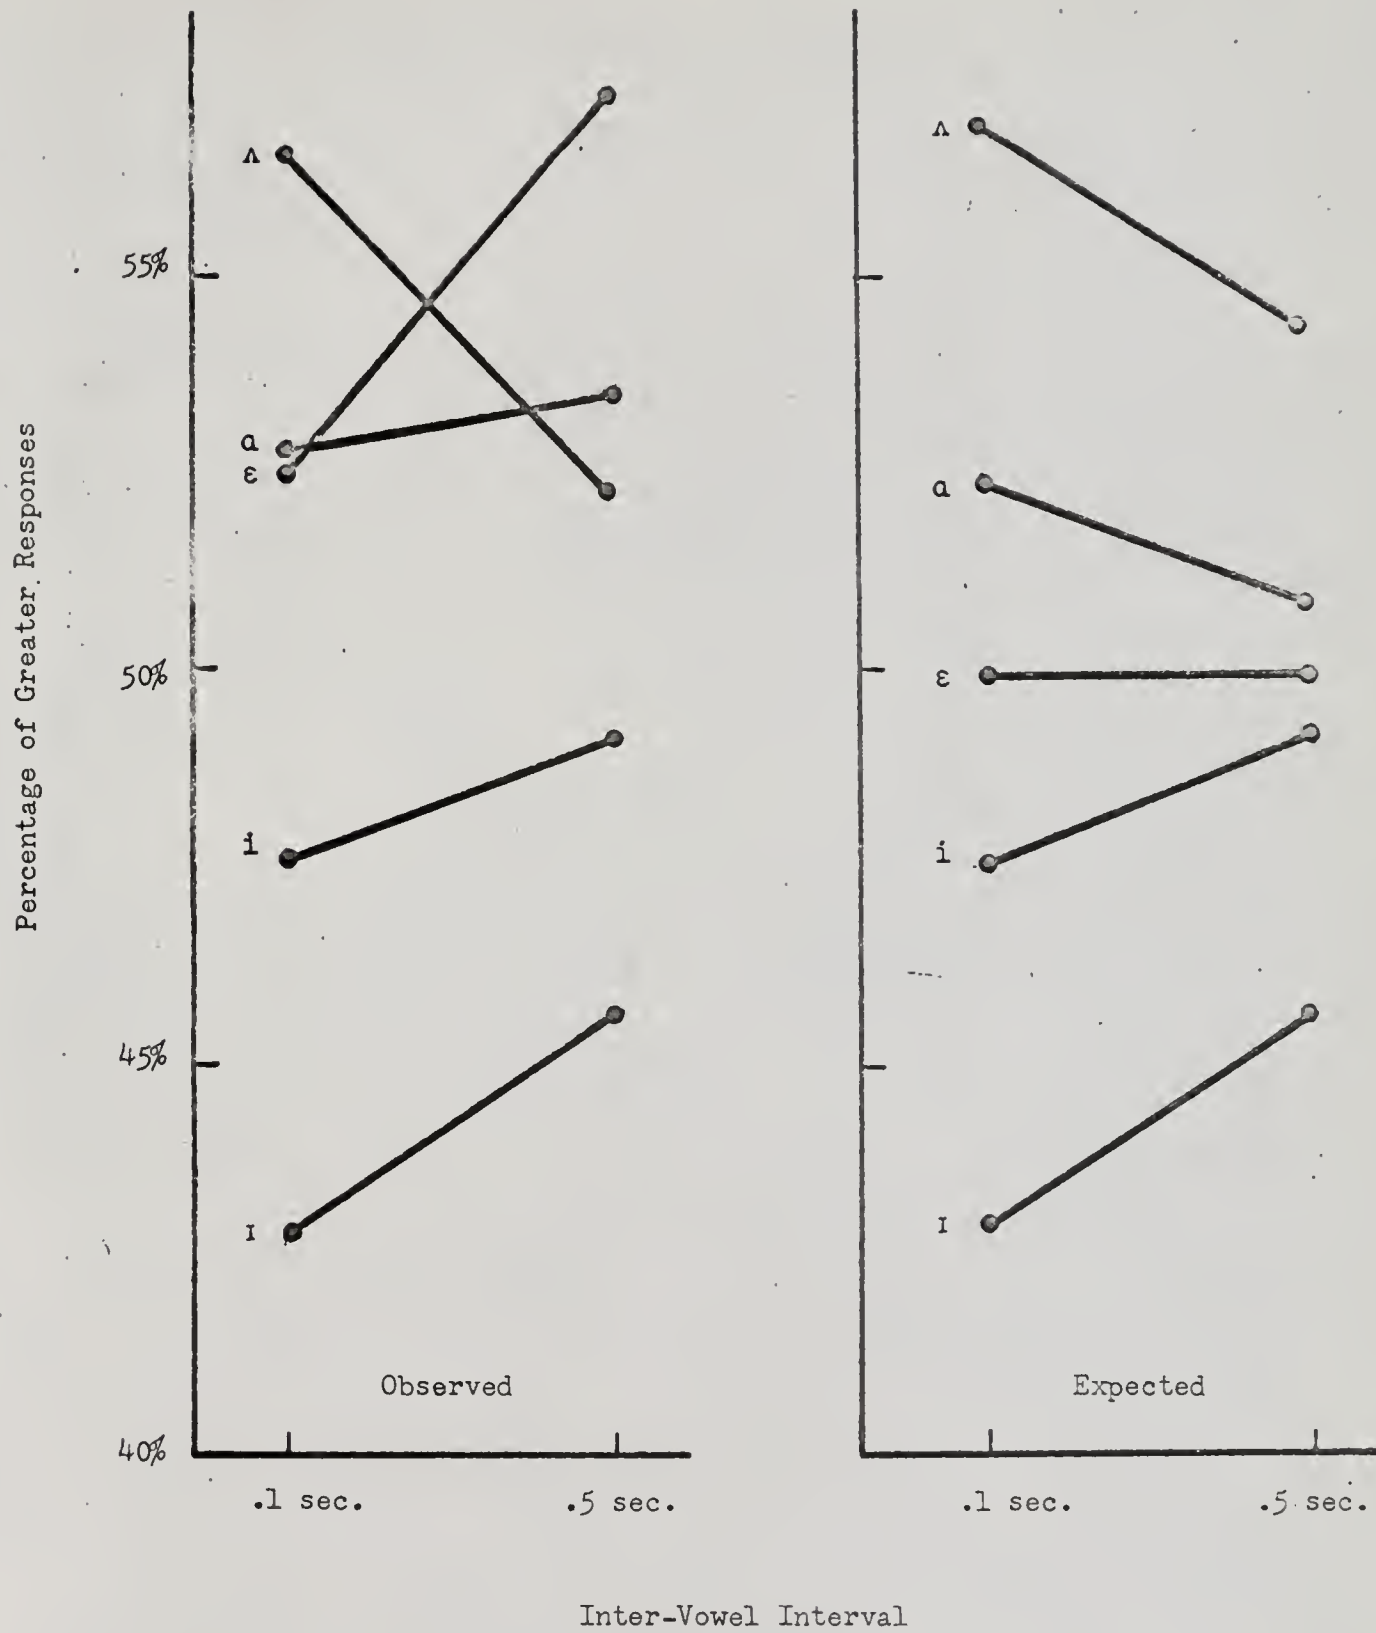 Percentage of Greater Responses
55%
50%
45%
40%
Λ
a
ε
i
I
Observed
.1 sec.
.5 sec.
Λ
a
ε
i
I
Expected
.1 sec.
.5 sec.
Inter-Vowel Interval